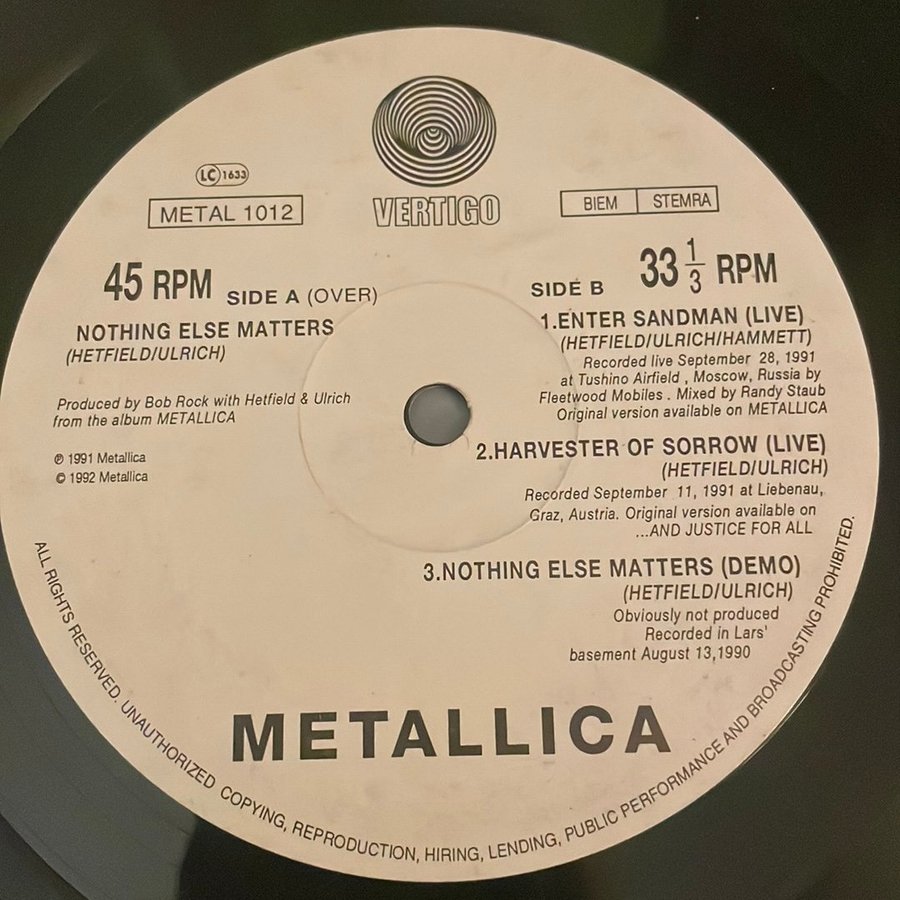 LC 1633
METAL 1012
VERTIGO
BIEM STEMRA
45 RPM SIDE A (OVER)
NOTHING ELSE MATTERS
(HETFIELD/ULRICH)
Produced by Bob Rock with Hetfield & Ulrich
from the album METALLICA
℗ 1991 Metallica
© 1992 Metallica
SIDE B 33 1/3 RPM
1.ENTER SANDMAN (LIVE)
(HETFIELD/ULRICH/HAMMETT)
Recorded live September 28, 1991
at Tushino Airfield , Moscow, Russia by
Fleetwood Mobiles . Mixed by Randy Staub
Original version available on METALLICA
2.HARVESTER OF SORROW (LIVE)
(HETFIELD/ULRICH)
Recorded September 11, 1991 at Liebenau,
Graz, Austria. Original version available on
...AND JUSTICE FOR ALL
3.NOTHING ELSE MATTERS (DEMO)
(HETFIELD/ULRICH)
Obviously not produced
Recorded in Lars'
basement August 13,1990
METALLICA
ALL RIGHTS RESERVED. UNAUTHORIZED COPYING, REPRODUCTION, HIRING, LENDING, PUBLIC PERFORMANCE AND BROADCASTING PROHIBITED.